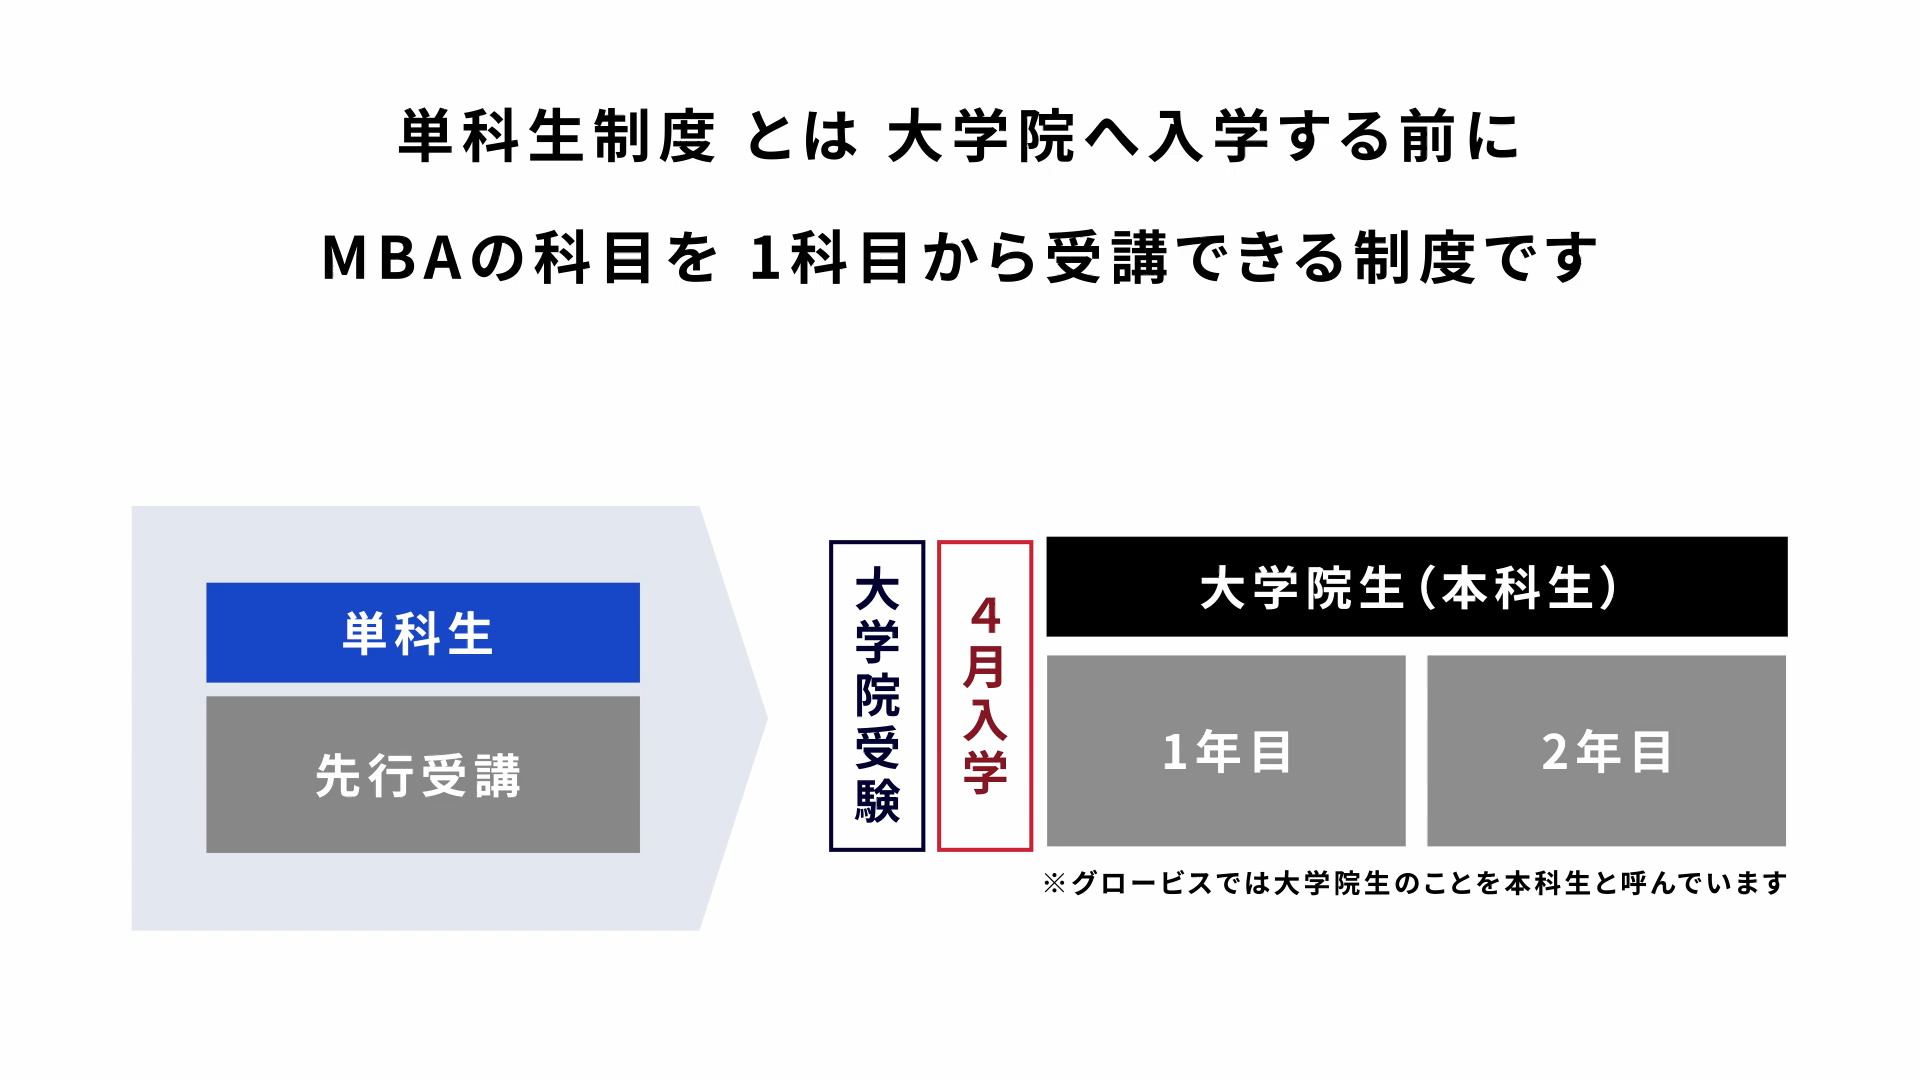 単科生制度 とは 大学院へ入学する前に
MBAの科目を 1科目から受講できる制度です
単科生
先行受講
大学院受験
4月入学
大学院生（本科生）
1年目
2年目
※グロービスでは大学院生のことを本科生と呼んでいます